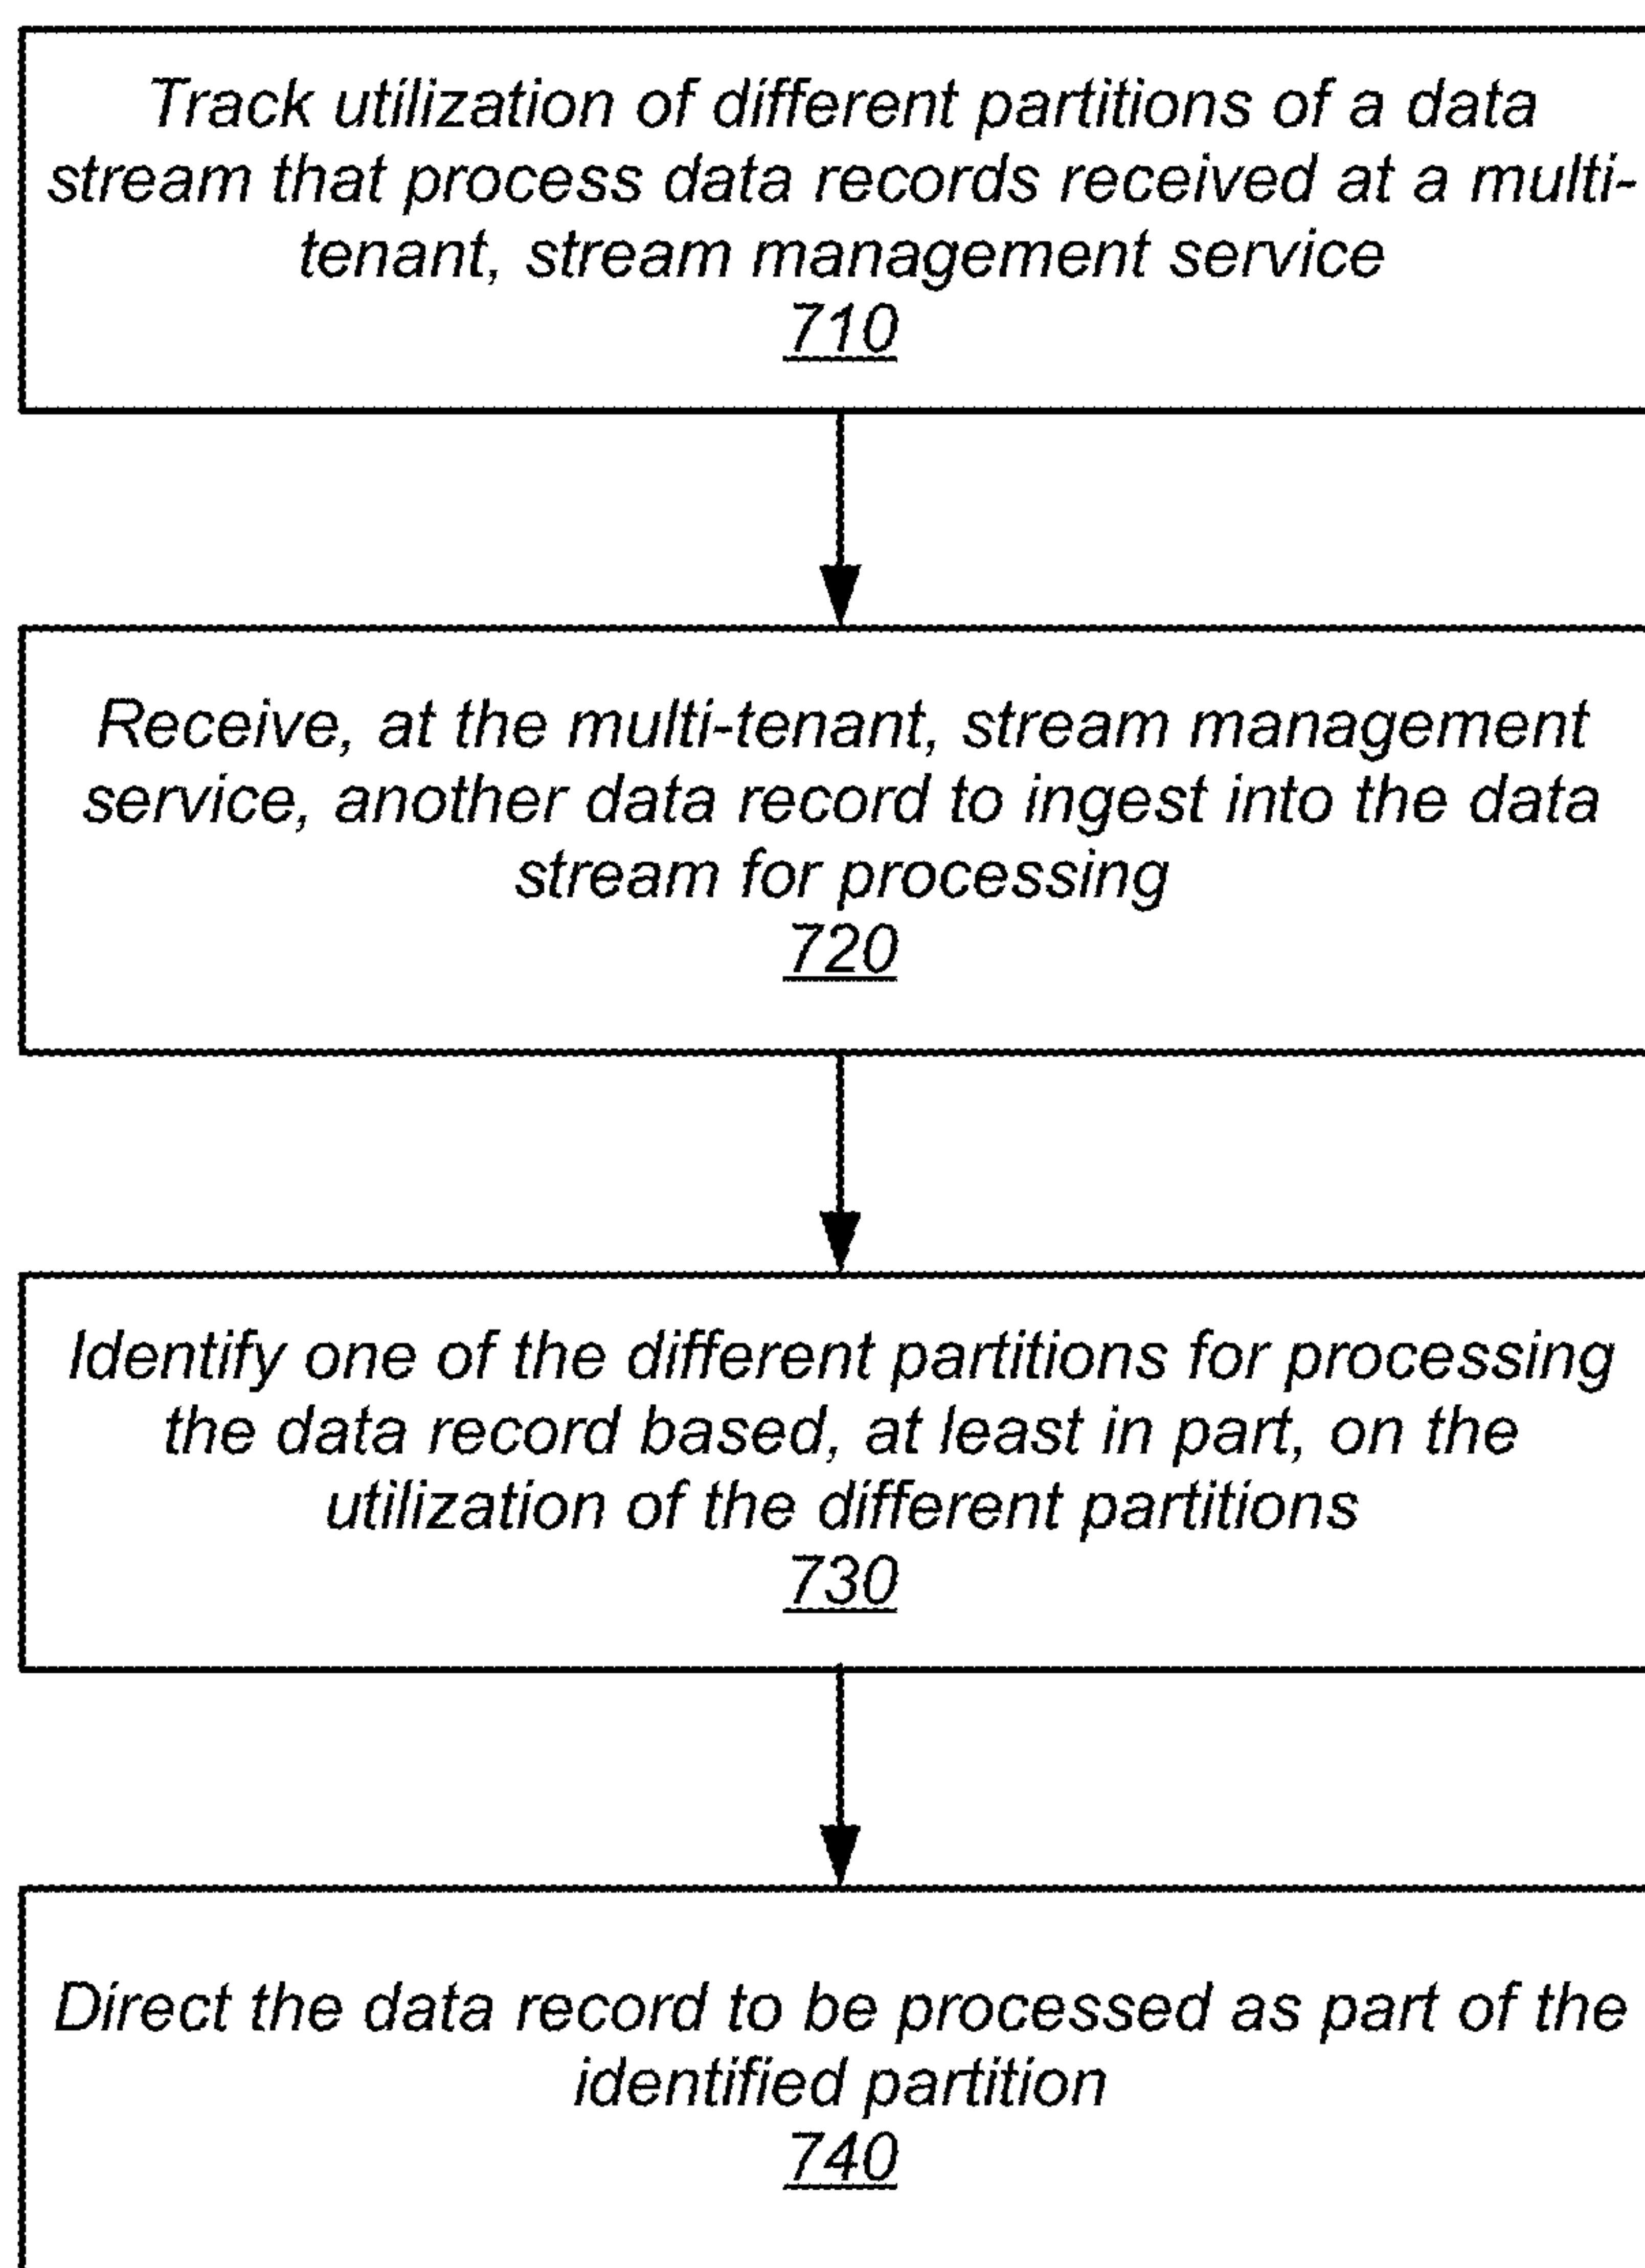 Track utilization of different partitions of a data
stream that process data records received at a multi-
tenant, stream management service
710
Receive, at the multi-tenant, stream management
service, another data record to ingest into the data
stream for processing
720
Identify one of the different partitions for processing
the data record based, at least in part, on the
utilization of the different partitions
730
Direct the data record to be processed as part of the
identified partition
740